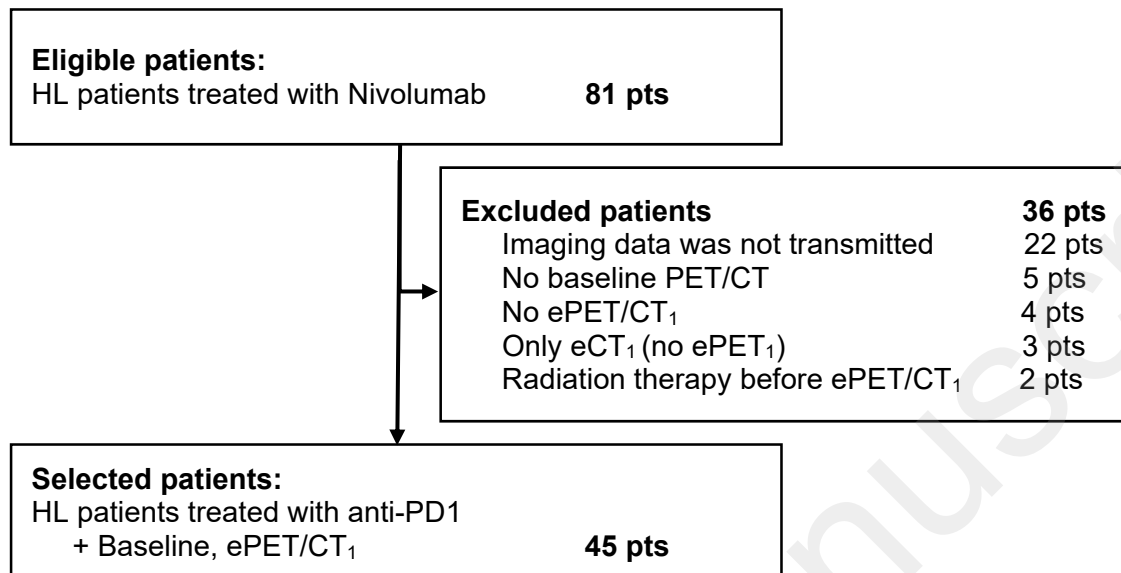 Eligible patients:
HL patients treated with Nivolumab 81 pts
Excluded patients 36 pts
Imaging data was not transmitted 22 pts
No baseline PET/CT 5 pts
No ePET/CT₁ 4 pts
Only eCT₁ (no ePET₁) 3 pts
Radiation therapy before ePET/CT₁ 2 pts
Selected patients:
HL patients treated with anti-PD1
+ Baseline, ePET/CT₁ 45 pts